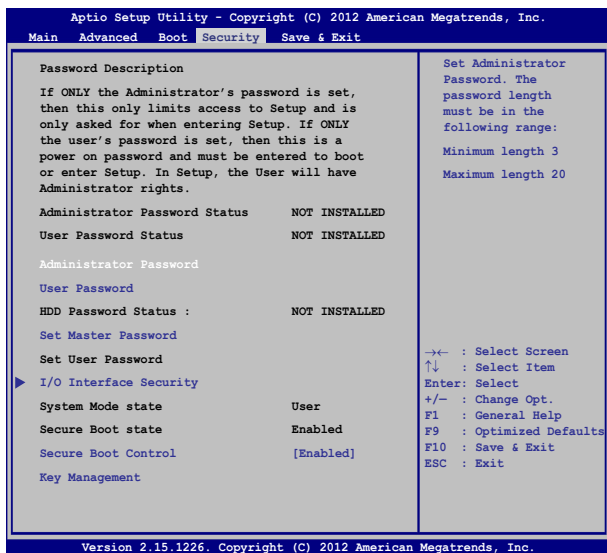 Aptio Setup Utility - Copyright (C) 2012 American Megatrends, Inc.
Main Advanced Boot Security Save & Exit
Password Description
If ONLY the Administrator's password is set,
then this only limits access to Setup and is
only asked for when entering Setup. If ONLY
the user's password is set, then this is a
power on password and must be entered to boot
or enter Setup. In Setup, the User will have
Administrator rights.
Administrator Password Status NOT INSTALLED
User Password Status NOT INSTALLED
Administrator Password
User Password
HDD Password Status : NOT INSTALLED
Set Master Password
Set User Password
I/O Interface Security
System Mode state User
Secure Boot state Enabled
Secure Boot Control [Enabled]
Key Management
Set Administrator
Password. The
password length
must be in the
following range:
Minimum length 3
Maximum length 20
→← : Select Screen
↑↓ : Select Item
Enter: Select
+/— : Change Opt.
F1 : General Help
F9 : Optimized Defaults
F10 : Save & Exit
ESC : Exit
Version 2.15.1226. Copyright (C) 2012 American Megatrends, Inc.